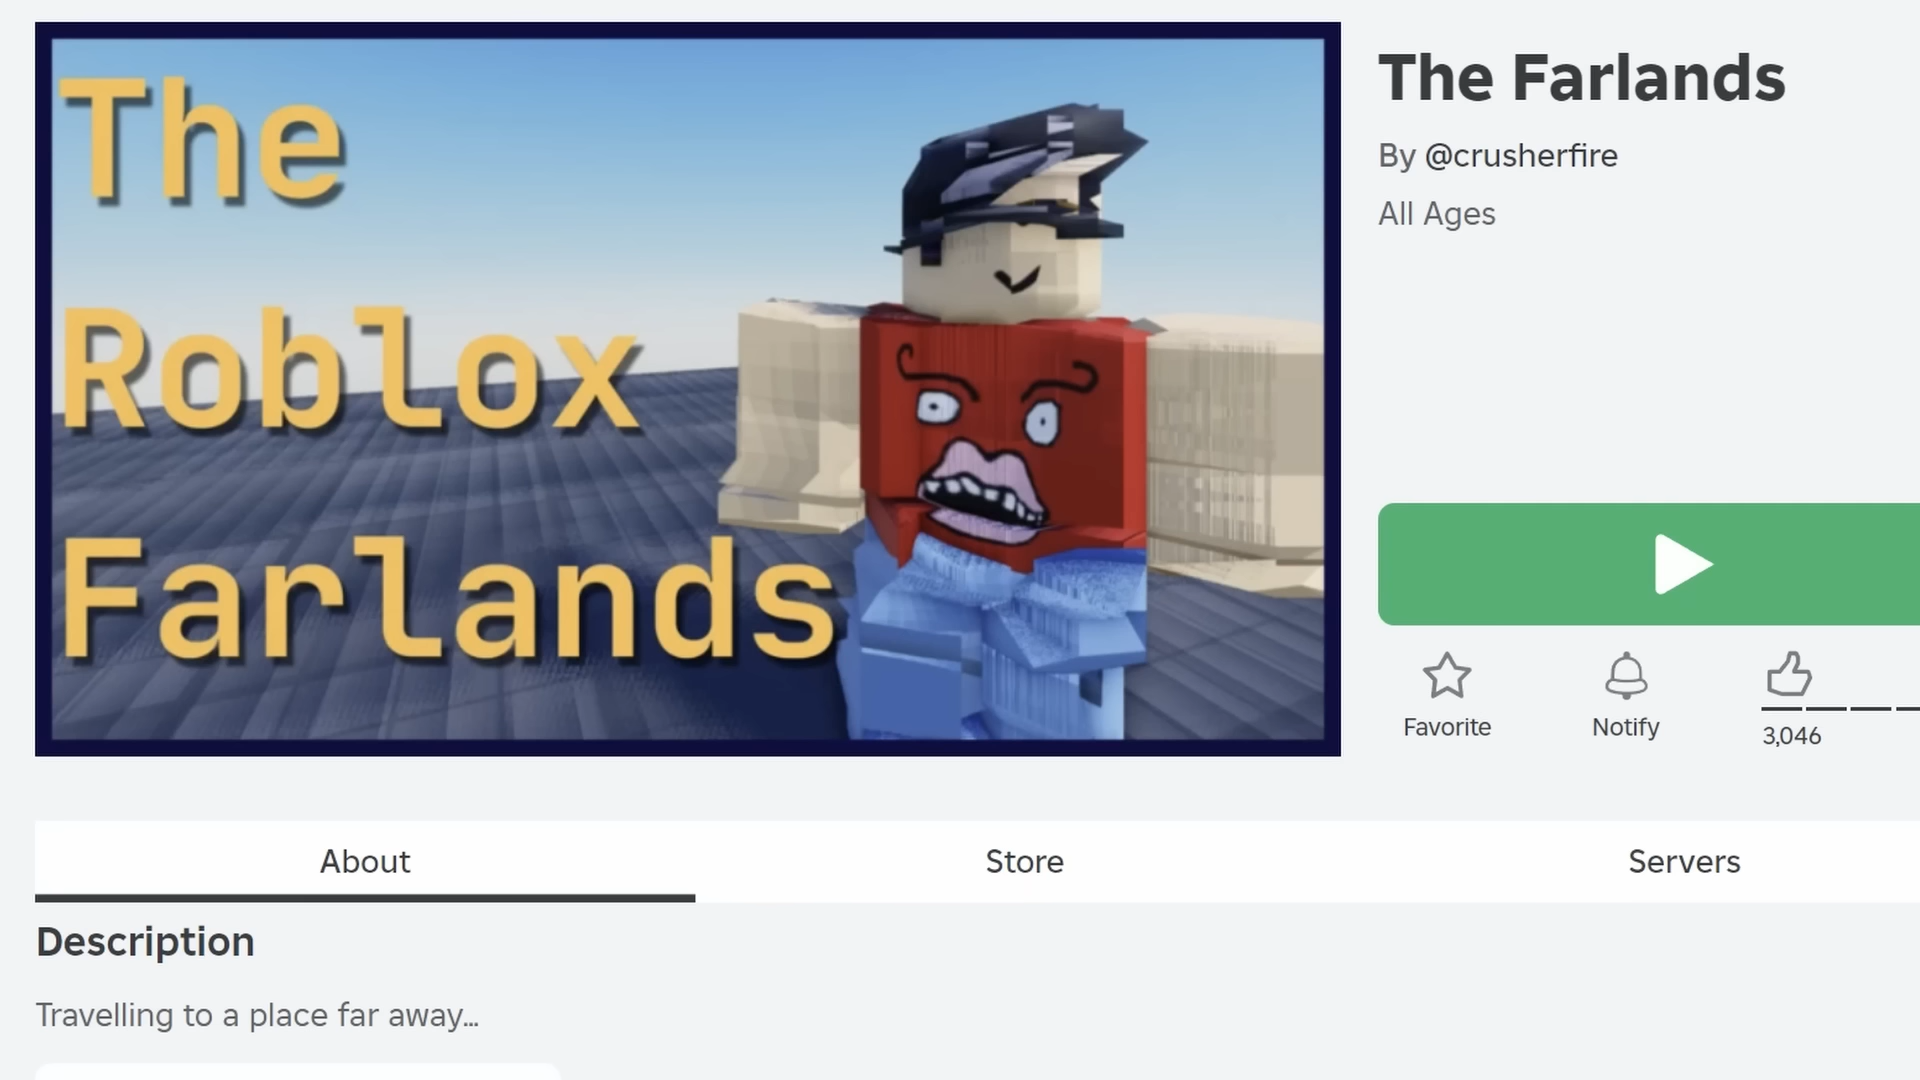 The
Roblox
Farlands
The Farlands
By @crusherfire
All Ages
Favorite
Notify
3,046
About
Store
Servers
Description
Travelling to a place far away...